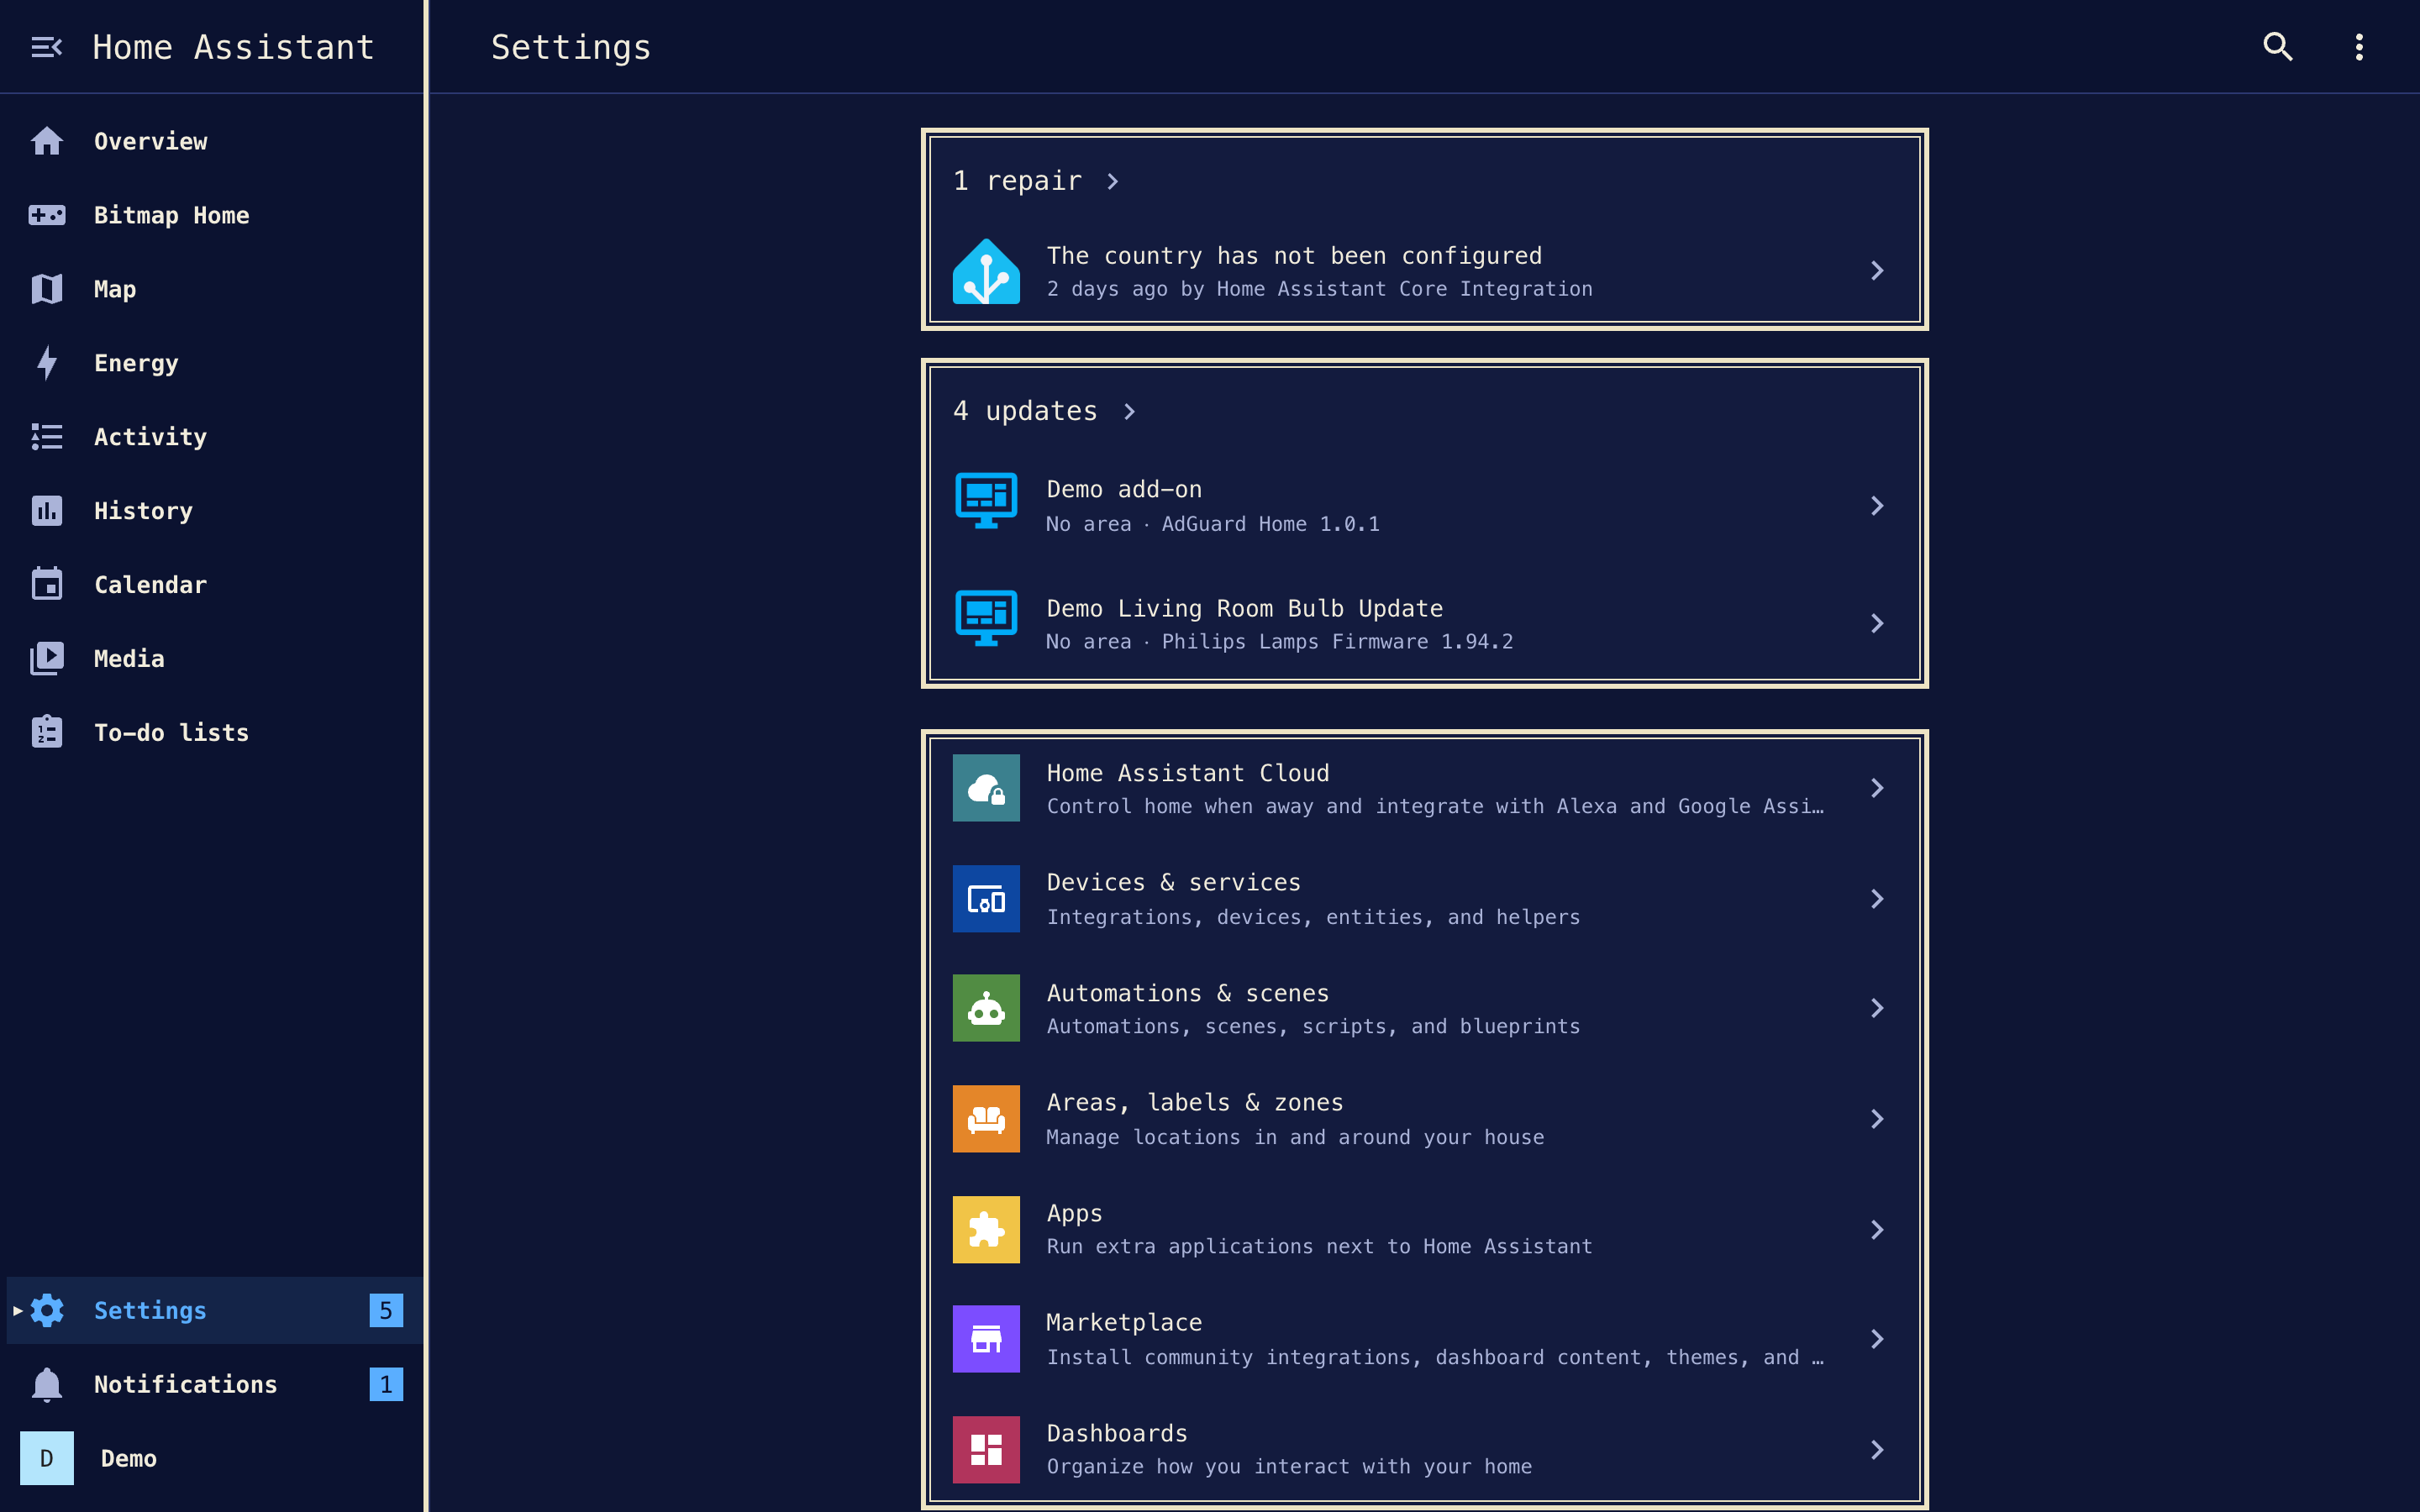 Home Assistant
Settings
Overview
Bitmap Home
Map
Energy
Activity
History
Calendar
Media
To-do lists
Settings 5
Notifications 1
D Demo
1 repair
The country has not been configured
2 days ago by Home Assistant Core Integration
4 updates
Demo add-on
No area · AdGuard Home 1.0.1
Demo Living Room Bulb Update
No area · Philips Lamps Firmware 1.94.2
Home Assistant Cloud
Control home when away and integrate with Alexa and Google Assi…
Devices & services
Integrations, devices, entities, and helpers
Automations & scenes
Automations, scenes, scripts, and blueprints
Areas, labels & zones
Manage locations in and around your house
Apps
Run extra applications next to Home Assistant
Marketplace
Install community integrations, dashboard content, themes, and …
Dashboards
Organize how you interact with your home